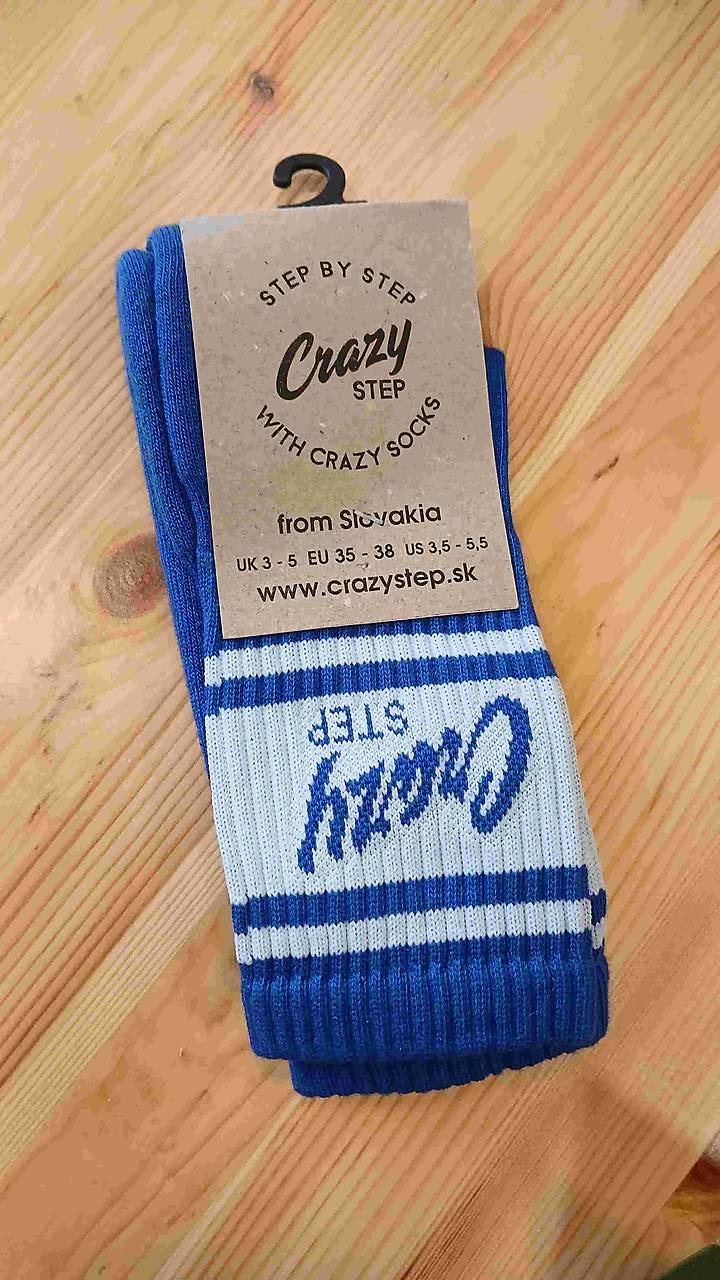 STEP BY STEP
Crazy
STEP
WITH CRAZY SOCKS
from Slovakia
UK 3 - 5 EU 35 - 38 US 3,5 - 5,5
www.crazystep.sk
Crazy
STEP